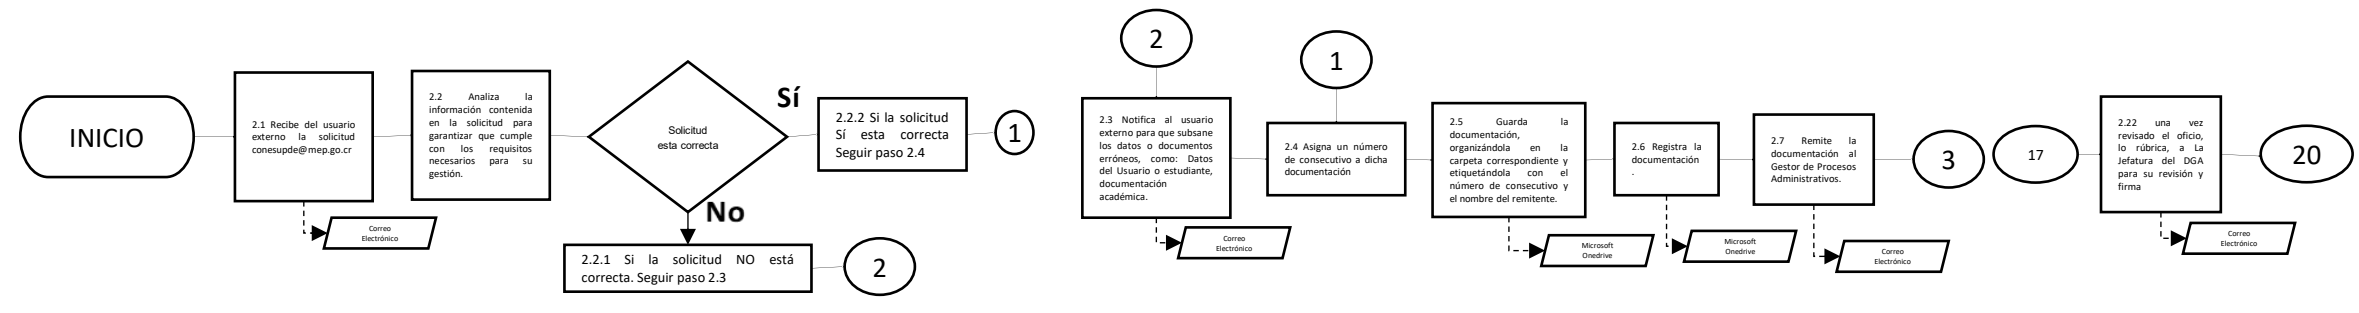 INICIO
2.1 Recibe del usuario
externo la solicitud
conesupde@mep.go.cr
Correo
Electrónico
2.2 Analiza la
información contenida
en la solicitud para
garantizar que cumple
con los requisitos
necesarios para su
gestión.
Solicitud
esta correcta
Sí
2.2.2 Si la solicitud
Sí esta correcta
Seguir paso 2.4
1
No
2.2.1 Si la solicitud NO está
correcta. Seguir paso 2.3
2
2
2.3 Notifica al usuario
externo para que subsane
los datos o documentos
erróneos, como: Datos
del Usuario o estudiante,
documentación
académica.
Correo
Electrónico
1
2.4 Asigna un número
de consecutivo a dicha
documentación
2.5 Guarda la
documentación,
organizándola en la
carpeta correspondiente y
etiquetándola con el
número de consecutivo y
el nombre del remitente.
Microsoft
Onedrive
2.6 Registra la
documentación
.
Microsoft
Onedrive
2.7 Remite la
documentación al
Gestor de Procesos
Administrativos.
Correo
Electrónico
3
17
2.22 una vez
revisado el oficio,
lo rúbrica, a La
Jefatura del DGA
para su revisión y
firma
Correo
Electrónico
20